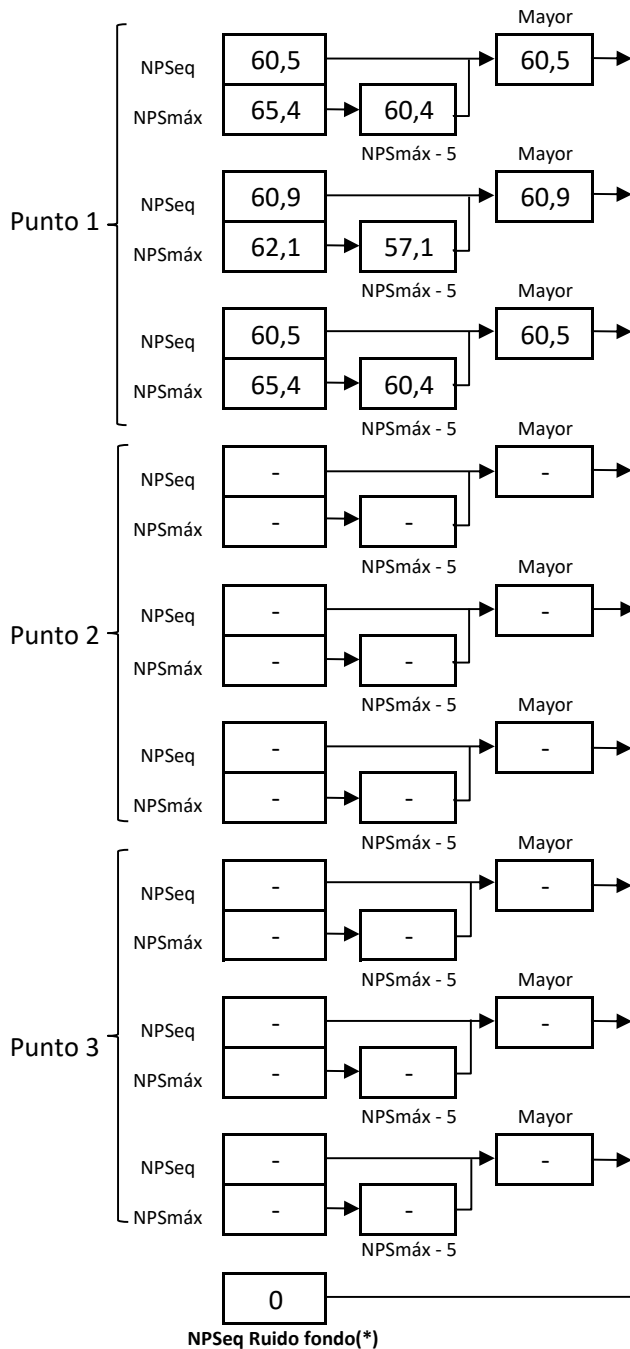 Mayor
NPSeq 60,5 60,5
NPSmáx 65,4 60,4
NPSmáx - 5
Mayor
Punto 1
NPSeq 60,9 60,9
NPSmáx 62,1 57,1
NPSmáx - 5
Mayor
NPSeq 60,5 60,5
NPSmáx 65,4 60,4
NPSmáx - 5
Mayor
NPSeq - -
NPSmáx - -
NPSmáx - 5
Mayor
Punto 2
NPSeq - -
NPSmáx - -
NPSmáx - 5
Mayor
NPSeq - -
NPSmáx - -
NPSmáx - 5
Mayor
NPSeq - -
NPSmáx - -
NPSmáx - 5
Mayor
Punto 3
NPSeq - -
NPSmáx - -
NPSmáx - 5
Mayor
NPSeq - -
NPSmáx - -
NPSmáx - 5
0
NPSeq Ruido fondo(*)